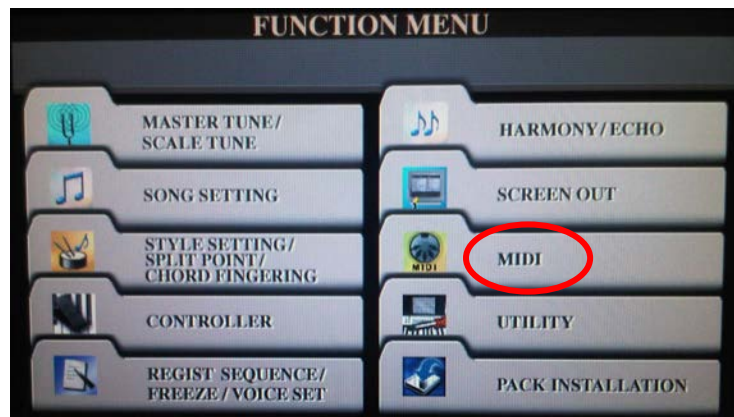 FUNCTION MENU
MASTER TUNE/
SCALE TUNE
SONG SETTING
STYLE SETTING/
SPLIT POINT/
CHORD FINGERING
CONTROLLER
REGIST SEQUENCE/
FREEZE / VOICE SET
HARMONY/ECHO
SCREEN OUT
MIDI
MIDI
UTILITY
PACK INSTALLATION